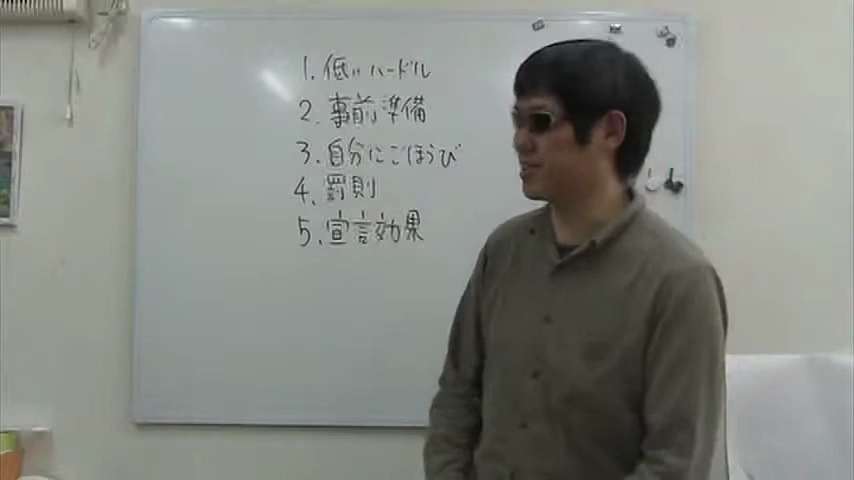 1. 低いハードル
2. 事前準備
3. 自分にごほうび
4. 罰則
5. 宣言効果